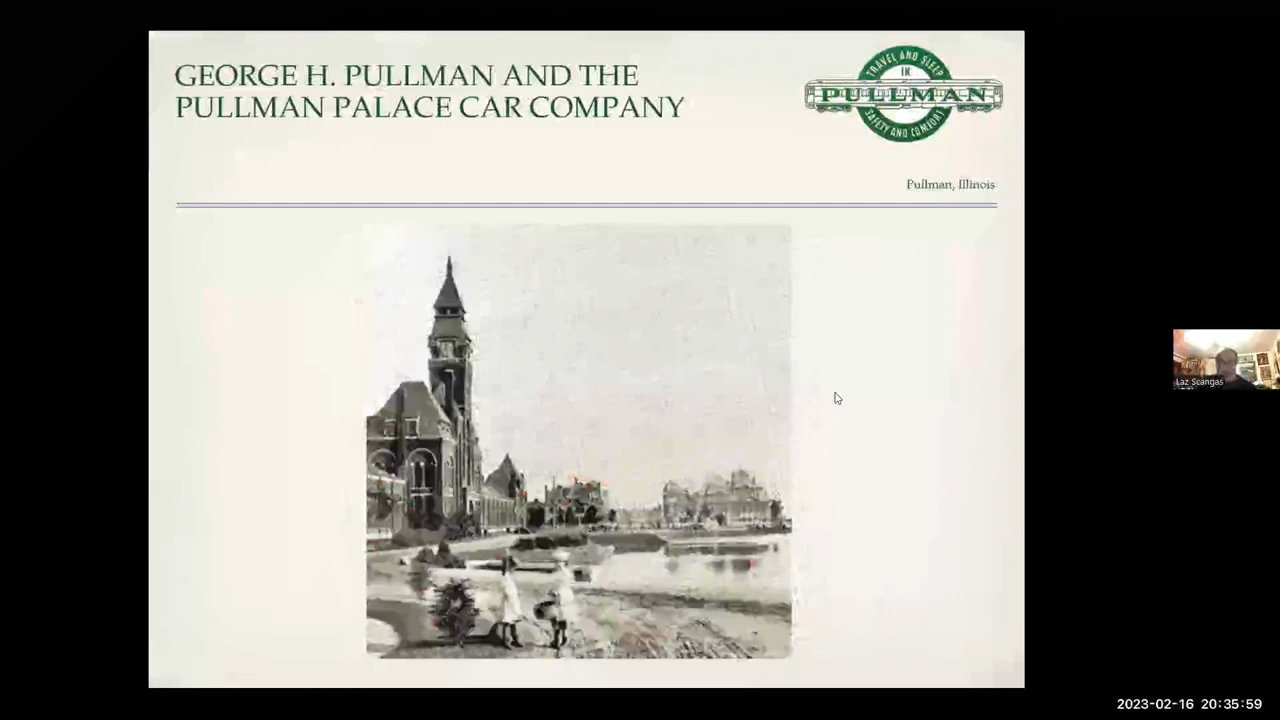 GEORGE H. PULLMAN AND THE
PULLMAN PALACE CAR COMPANY
TRAVEL AND SLEEP
IN
PULLMAN
SAFETY AND COMFORT
Pullman, Illinois
Laz Scangas
2023-02-16 20:35:59